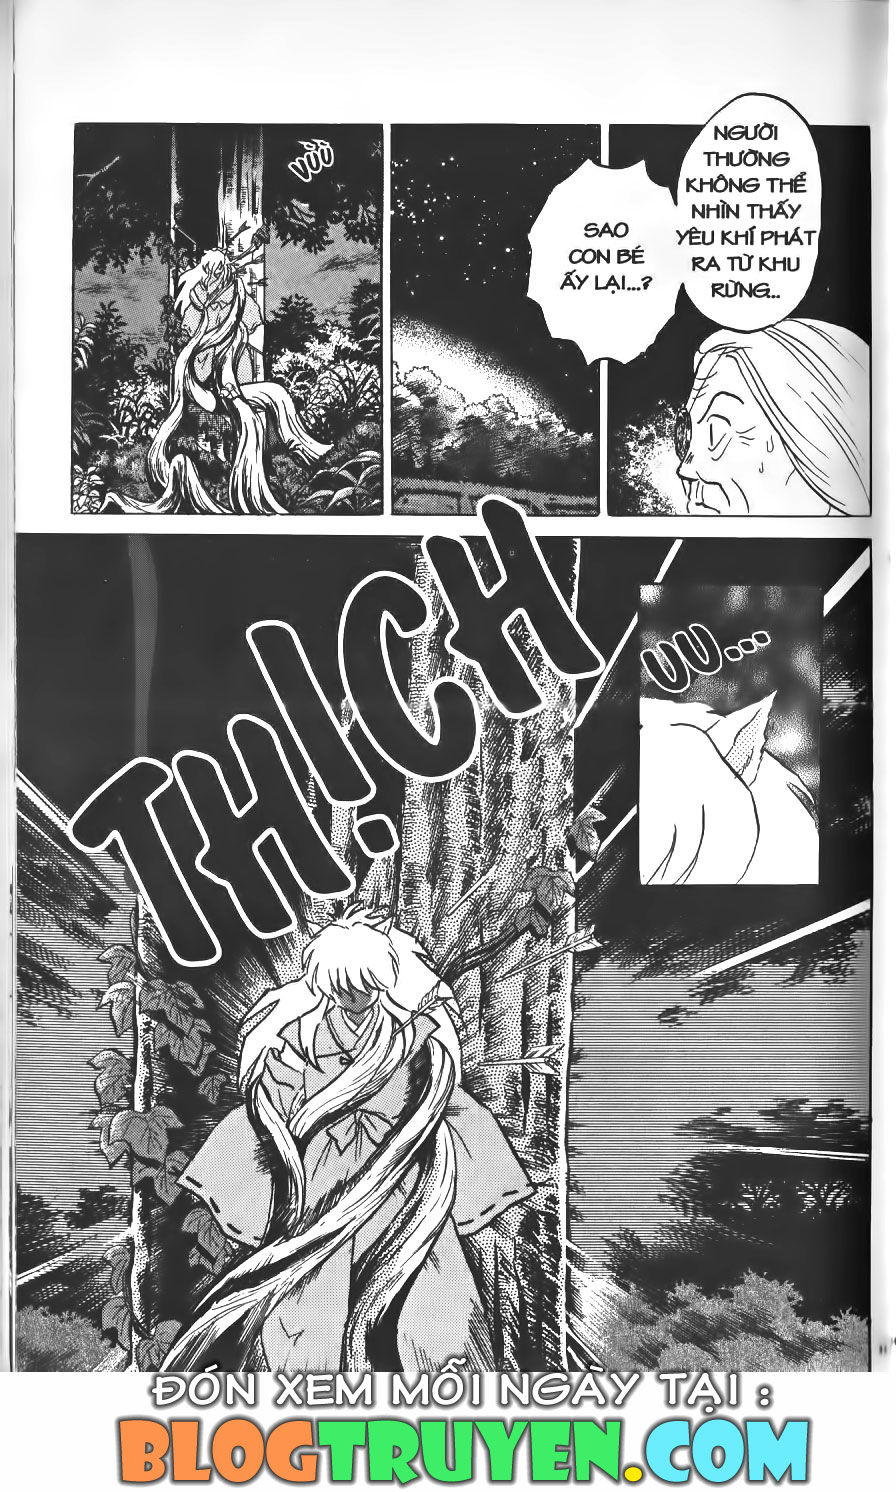 NGƯỜI
THƯỜNG
KHÔNG THỂ
NHÌN THẤY
YÊU KHÍ PHÁT
RA TỪ KHU
RỪNG...
SAO
CON BÉ
ẤY LẠI...?
VÙÙ
UU...
THỊCH
ĐÓN XEM MỖI NGÀY TẠI :
BLOGTRUYEN.COM